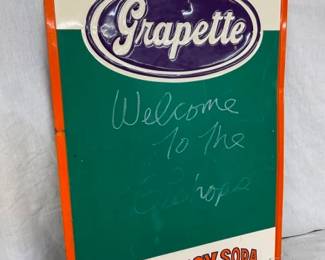 Grapette
Welcome
To The
SODA